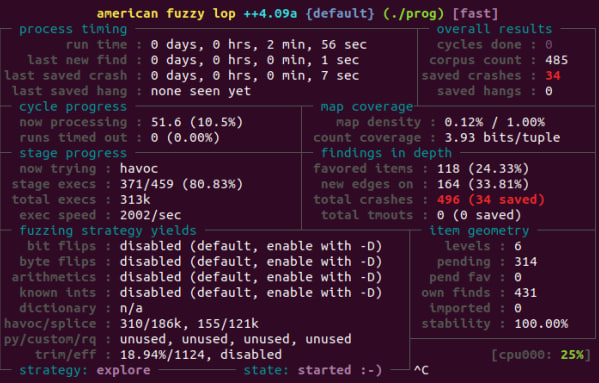 american fuzzy lop ++4.09a {default} (./prog) [fast]
process timing overall results
run time : 0 days, 0 hrs, 2 min, 56 sec cycles done : 0
last new find : 0 days, 0 hrs, 0 min, 1 sec corpus count : 485
last saved crash : 0 days, 0 hrs, 0 min, 7 sec saved crashes : 34
last saved hang : none seen yet saved hangs : 0
cycle progress map coverage
now processing : 51.6 (10.5%) map density : 0.12% / 1.00%
runs timed out : 0 (0.00%) count coverage : 3.93 bits/tuple
stage progress findings in depth
now trying : havoc favored items : 118 (24.33%)
stage execs : 371/459 (80.83%) new edges on : 164 (33.81%)
total execs : 313k total crashes : 496 (34 saved)
exec speed : 2002/sec total tmouts : 0 (0 saved)
fuzzing strategy yields item geometry
bit flips : disabled (default, enable with -D) levels : 6
byte flips : disabled (default, enable with -D) pending : 314
arithmetics : disabled (default, enable with -D) pend fav : 0
known ints : disabled (default, enable with -D) own finds : 431
dictionary : n/a imported : 0
havoc/splice : 310/186k, 155/121k stability : 100.00%
py/custom/rq : unused, unused, unused, unused
trim/eff : 18.94%/1124, disabled [cpu000: 25%]
strategy: explore state: started :-) ^C